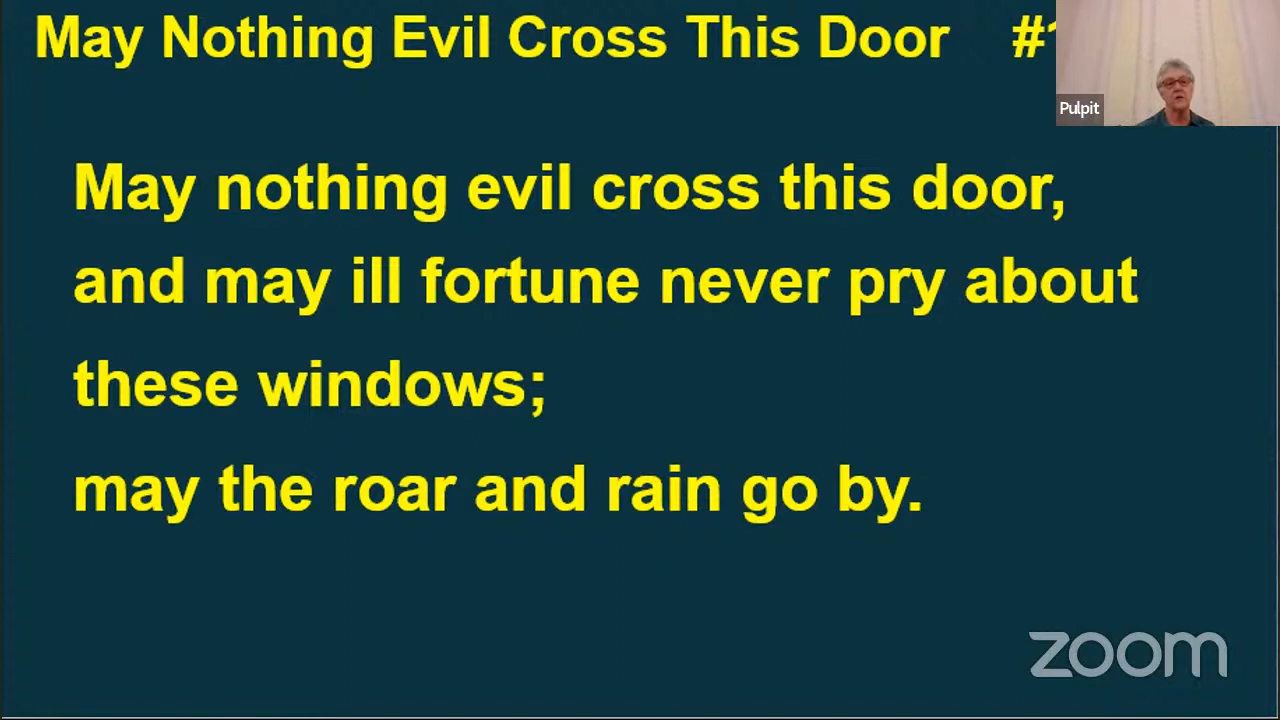 May Nothing Evil Cross This Door #1
Pulpit
May nothing evil cross this door,
and may ill fortune never pry about
these windows;
may the roar and rain go by.
zoom